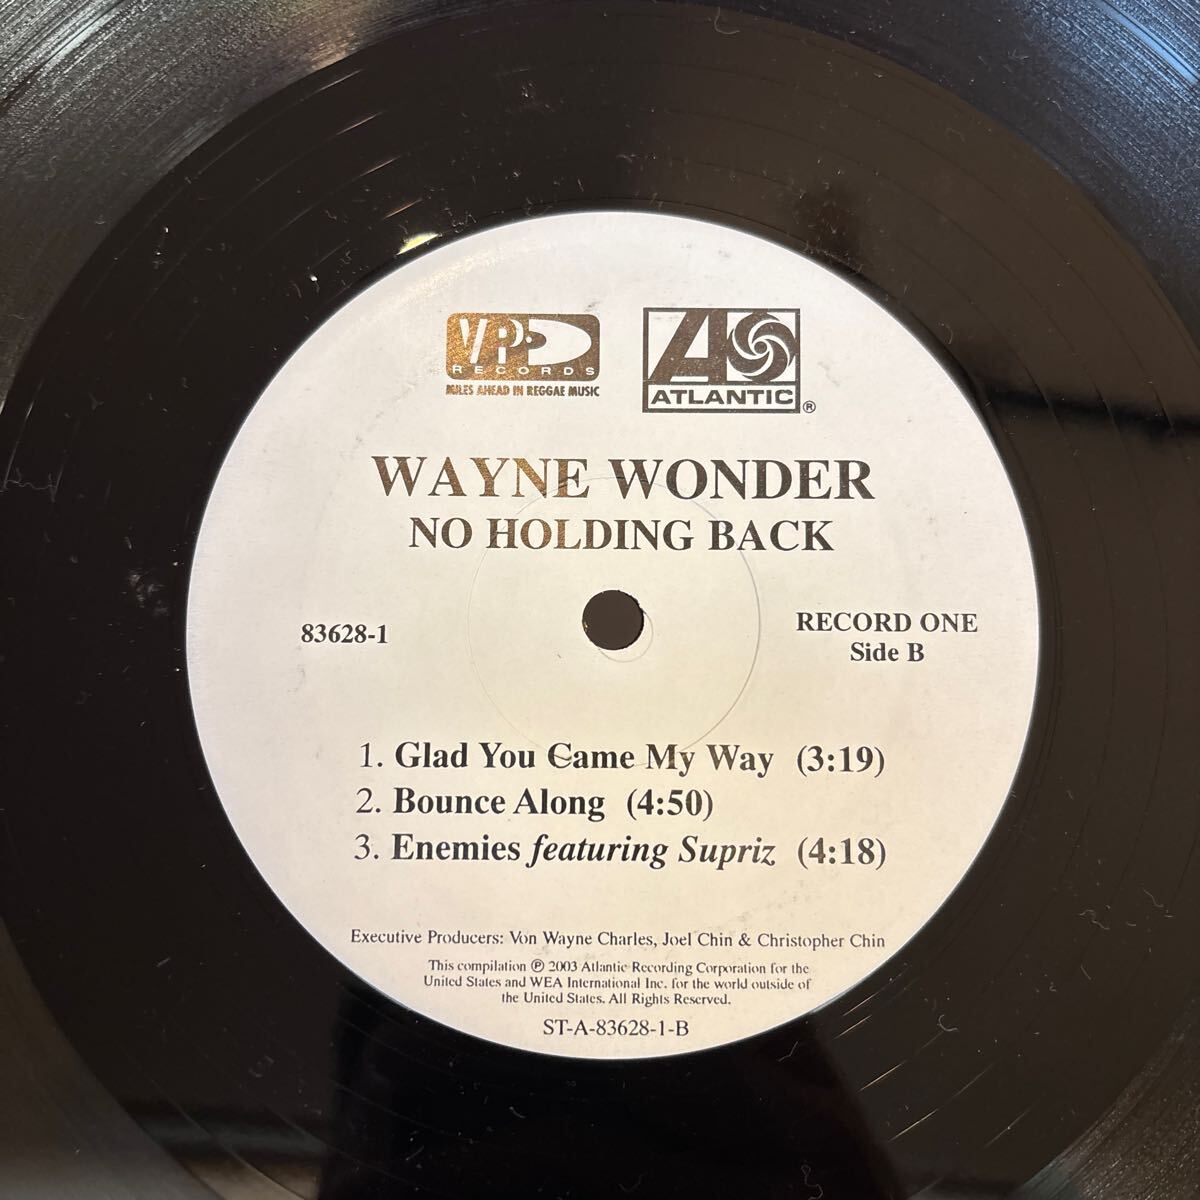 VP
RECORDS
MILES AHEAD IN REGGAE MUSIC
ATLANTIC®
WAYNE WONDER
NO HOLDING BACK
83628-1
RECORD ONE
Side B
1. Glad You Came My Way (3:19)
2. Bounce Along (4:50)
3. Enemies featuring Supriz (4:18)
Executive Producers: Von Wayne Charles, Joel Chin & Christopher Chin
This compilation ℗ 2003 Atlantic Recording Corporation for the
United States and WEA International Inc. for the world outside of
the United States. All Rights Reserved.
ST-A-83628-1-B